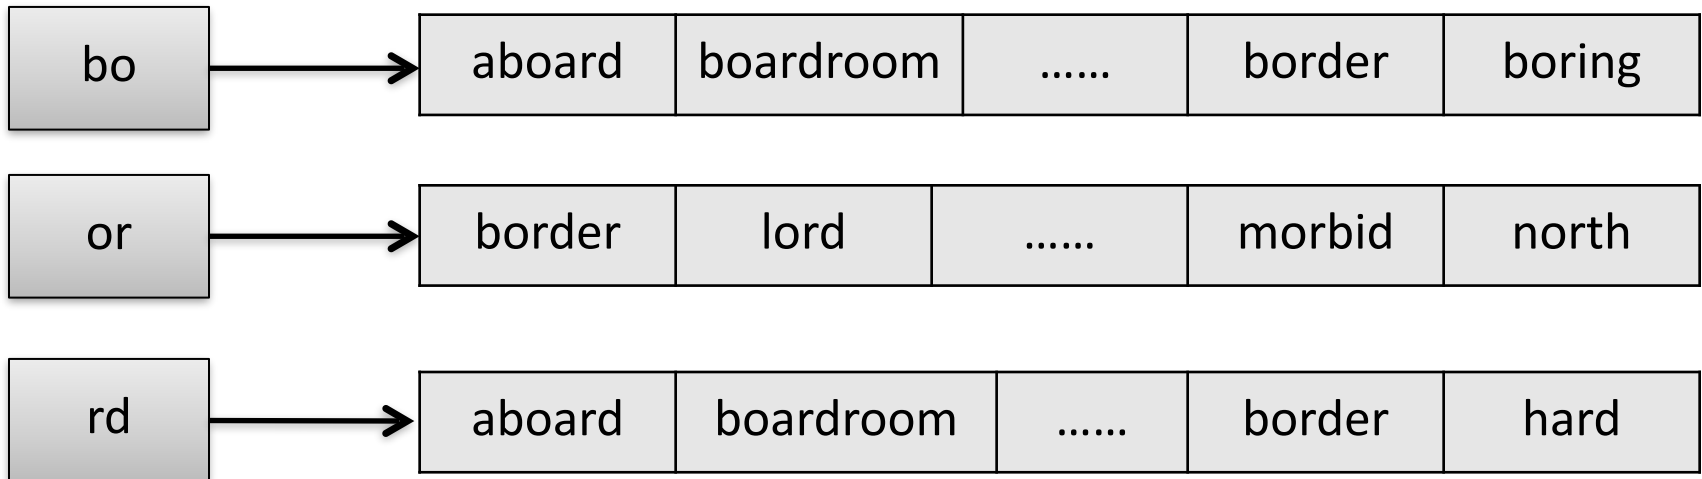 bo aboard boardroom ...... border boring
or border lord ...... morbid north
rd aboard boardroom ...... border hard